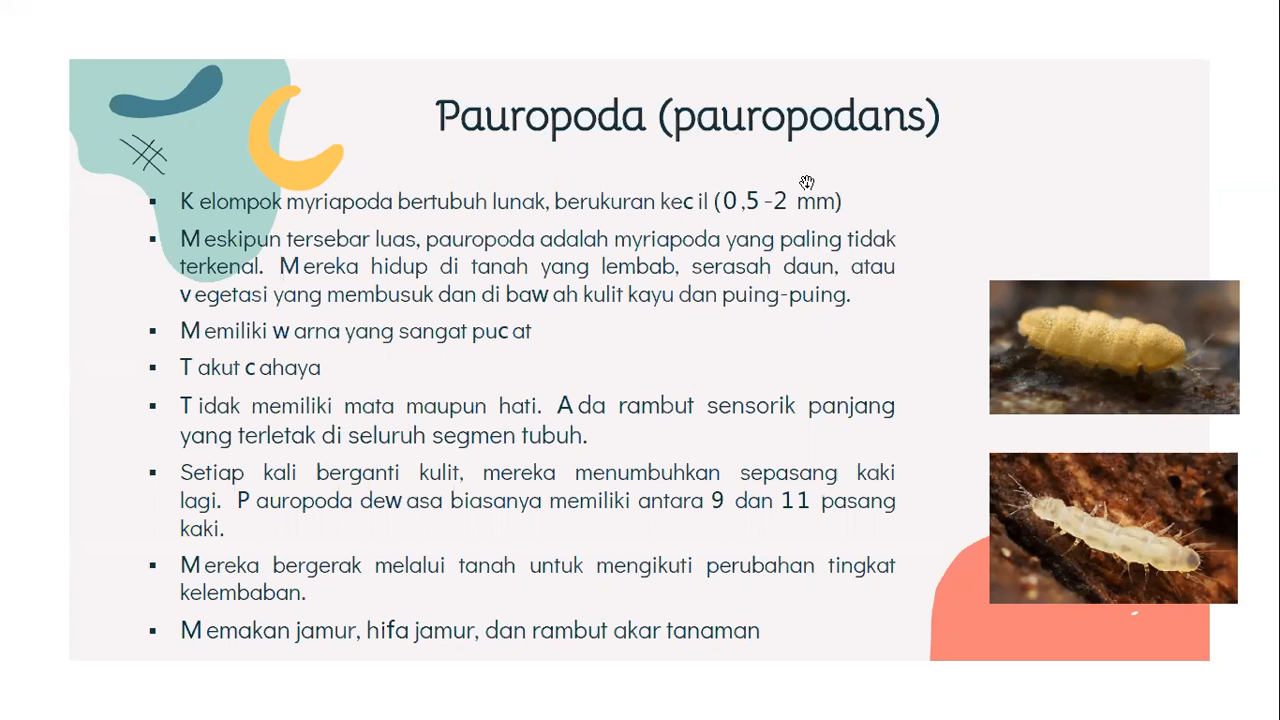 Pauropoda (pauropodans)
▪ Kelompok myriapoda bertubuh lunak, berukuran kecil (0,5-2 mm)
▪ Meskipun tersebar luas, pauropoda adalah myriapoda yang paling tidak
terkenal. Mereka hidup di tanah yang lembab, serasah daun, atau
vegetasi yang membusuk dan di bawah kulit kayu dan puing-puing.
▪ Memiliki warna yang sangat pucat
▪ Takut cahaya
▪ Tidak memiliki mata maupun hati. Ada rambut sensorik panjang
yang terletak di seluruh segmen tubuh.
▪ Setiap kali berganti kulit, mereka menumbuhkan sepasang kaki
lagi. Pauropoda dewasa biasanya memiliki antara 9 dan 11 pasang
kaki.
▪ Mereka bergerak melalui tanah untuk mengikuti perubahan tingkat
kelembaban.
▪ Memakan jamur, hifa jamur, dan rambut akar tanaman